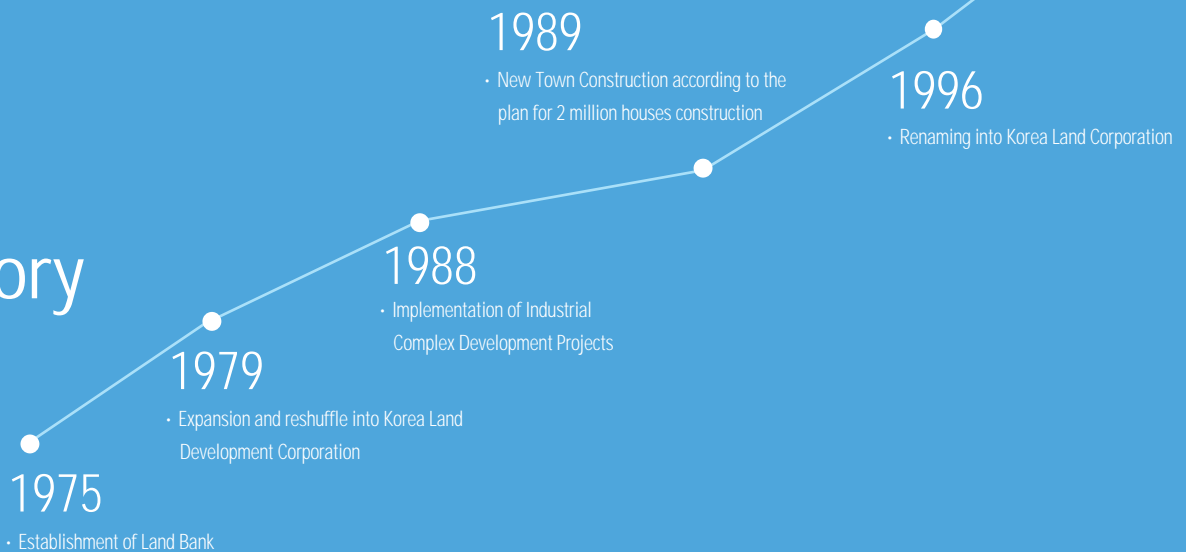 1989
· New Town Construction according to the
plan for 2 million houses construction
1996
· Renaming into Korea Land Corporation
ory
1988
· Implementation of Industrial
Complex Development Projects
1979
· Expansion and reshuffle into Korea Land
Development Corporation
1975
· Establishment of Land Bank